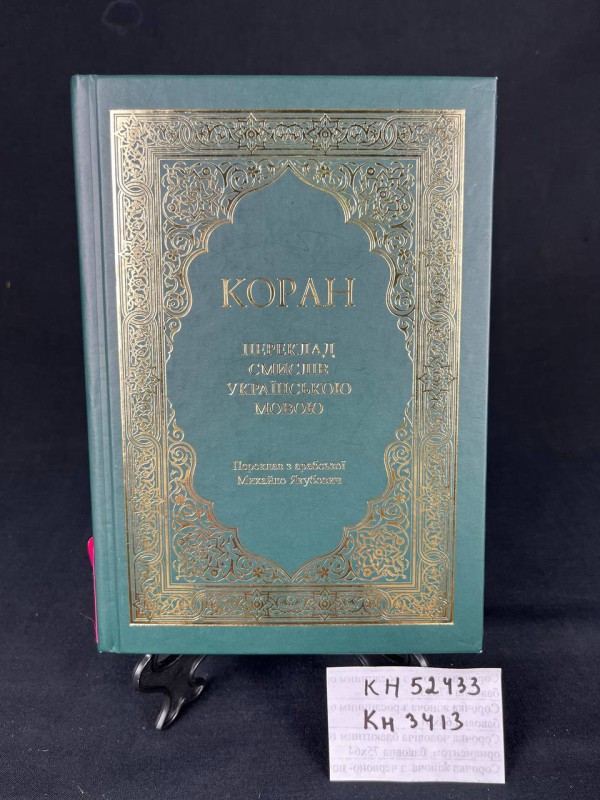 КОРАН
ПЕРЕКЛАД
СМИСЛІВ
УКРАЇНСЬКОЮ
МОВОЮ
Переклав з арабської
Михайло Якубович
КН 52433
Кн 3413